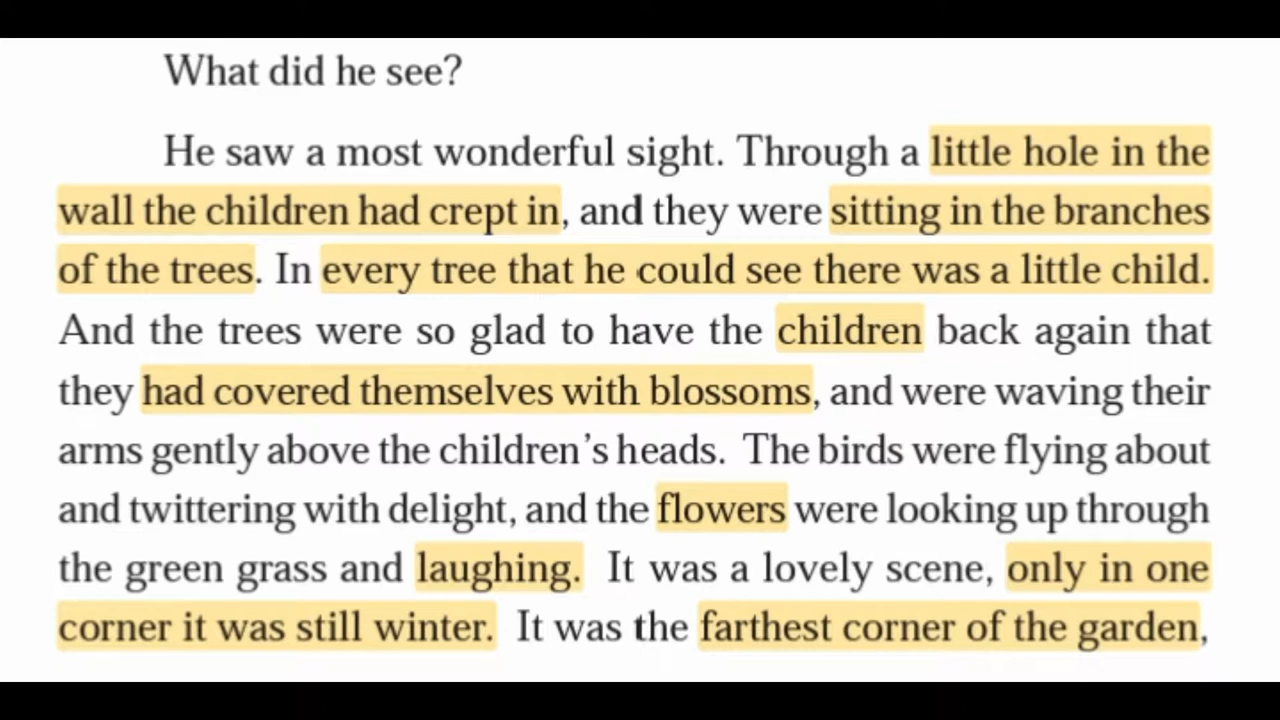 What did he see?
He saw a most wonderful sight. Through a little hole in the
wall the children had crept in, and they were sitting in the branches
of the trees. In every tree that he could see there was a little child.
And the trees were so glad to have the children back again that
they had covered themselves with blossoms, and were waving their
arms gently above the children's heads. The birds were flying about
and twittering with delight, and the flowers were looking up through
the green grass and laughing. It was a lovely scene, only in one
corner it was still winter. It was the farthest corner of the garden,